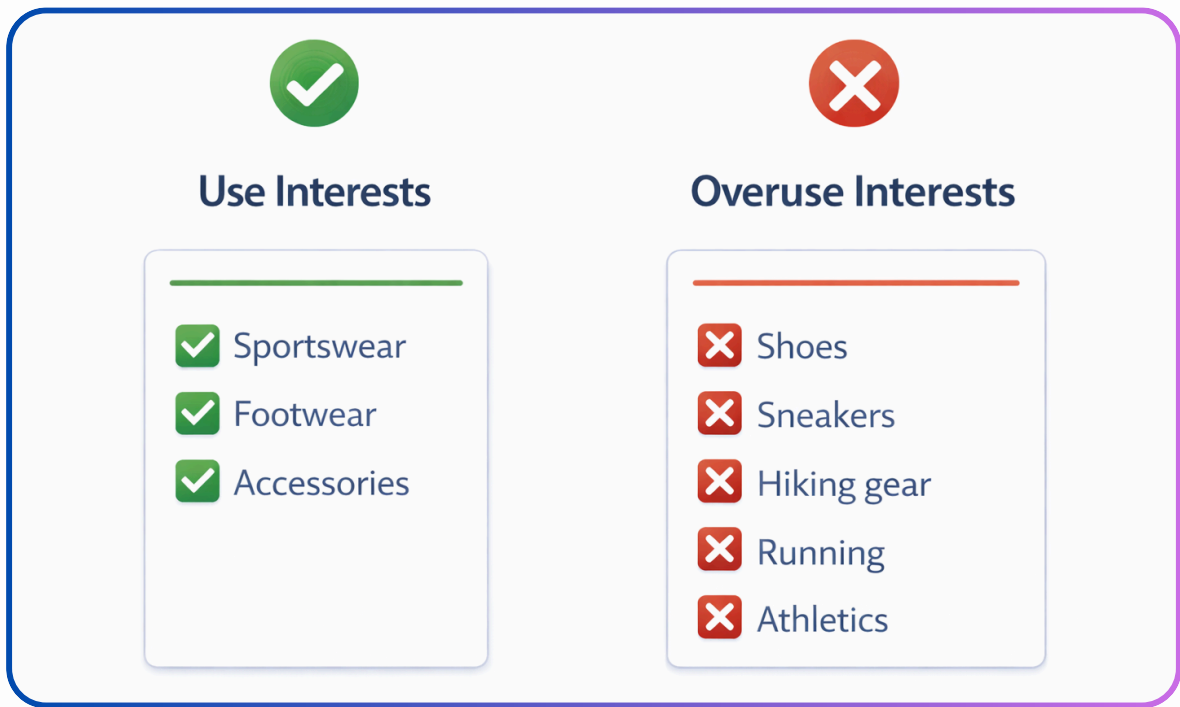 Use Interests
Sportswear
Footwear
Accessories
Overuse Interests
Shoes
Sneakers
Hiking gear
Running
Athletics